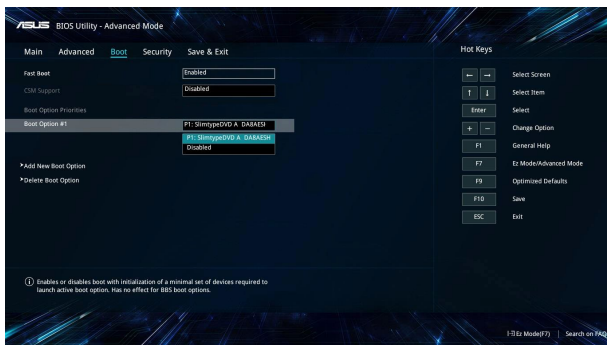 ASUS BIOS Utility - Advanced Mode
Main Advanced Boot Security Save & Exit
Hot Keys
Fast Boot Enabled
CSM Support Disabled
Boot Option Priorities
Boot Option #1 P1: SlimtypeDVD A DA8AESI
P1: SlimtypeDVD A DA8AESH
Disabled
Add New Boot Option
Delete Boot Option
← → Select Screen
↑ ↓ Select Item
Enter Select
+ − Change Option
F1 General Help
F7 Ez Mode/Advanced Mode
F9 Optimized Defaults
F10 Save
ESC Exit
Enables or disables boot with initialization of a minimal set of devices required to
launch active boot option. Has no effect for BBS boot options.
Ez Mode(F7) | Search on FAQ